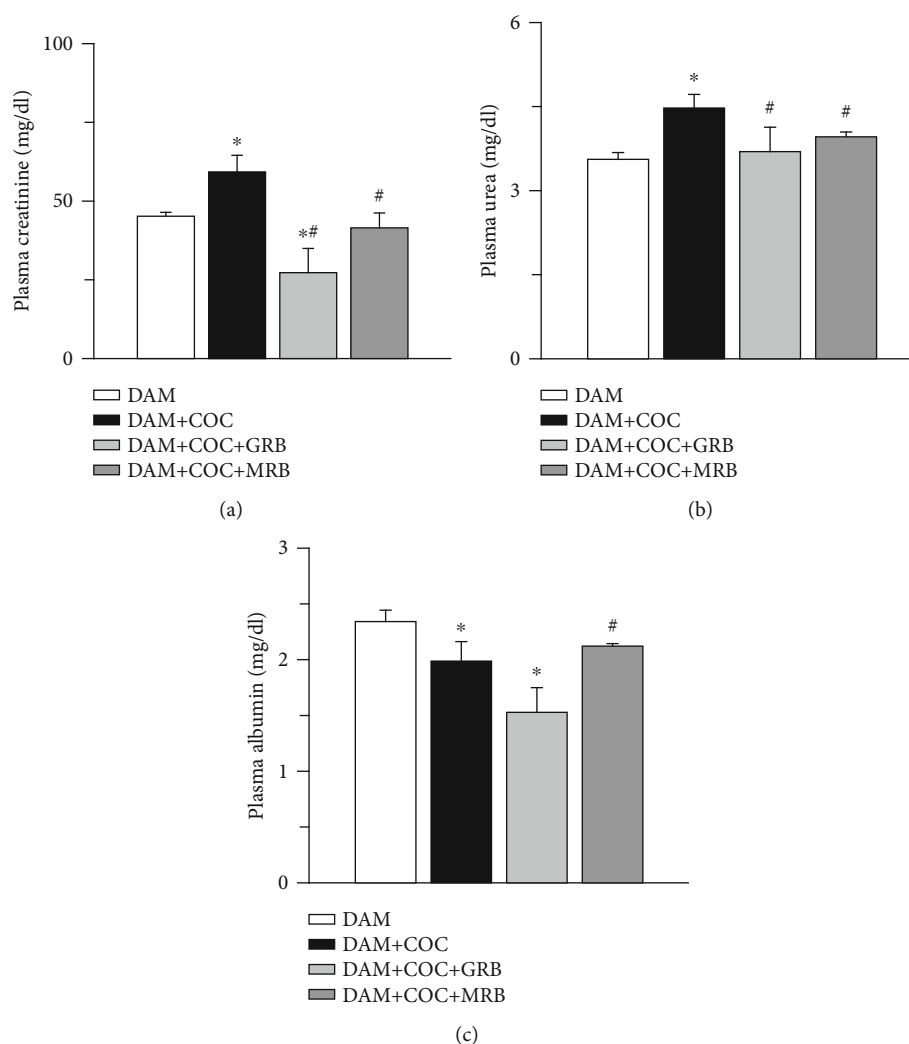 100
50
0
Plasma creatinine (mg/dl)
*
*#
#
DAM
DAM+COC
DAM+COC+GRB
DAM+COC+MRB
(a)
6
3
0
Plasma urea (mg/dl)
*
#
#
DAM
DAM+COC
DAM+COC+GRB
DAM+COC+MRB
(b)
3
2
1
0
Plasma albumin (mg/dl)
*
*
#
DAM
DAM+COC
DAM+COC+GRB
DAM+COC+MRB
(c)